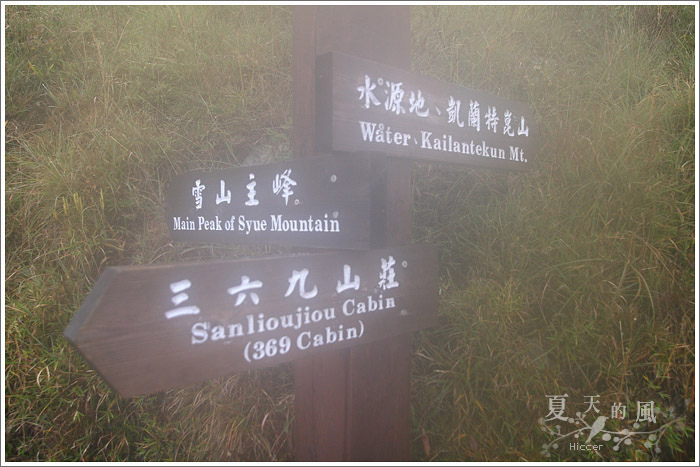 水源地、凱蘭特崑山
Water、Kailantekun Mt.
雪山主峰
Main Peak of Syue Mountain
三六九山莊
Sanlioujiou Cabin
(369 Cabin)
夏天的風
Hiccer